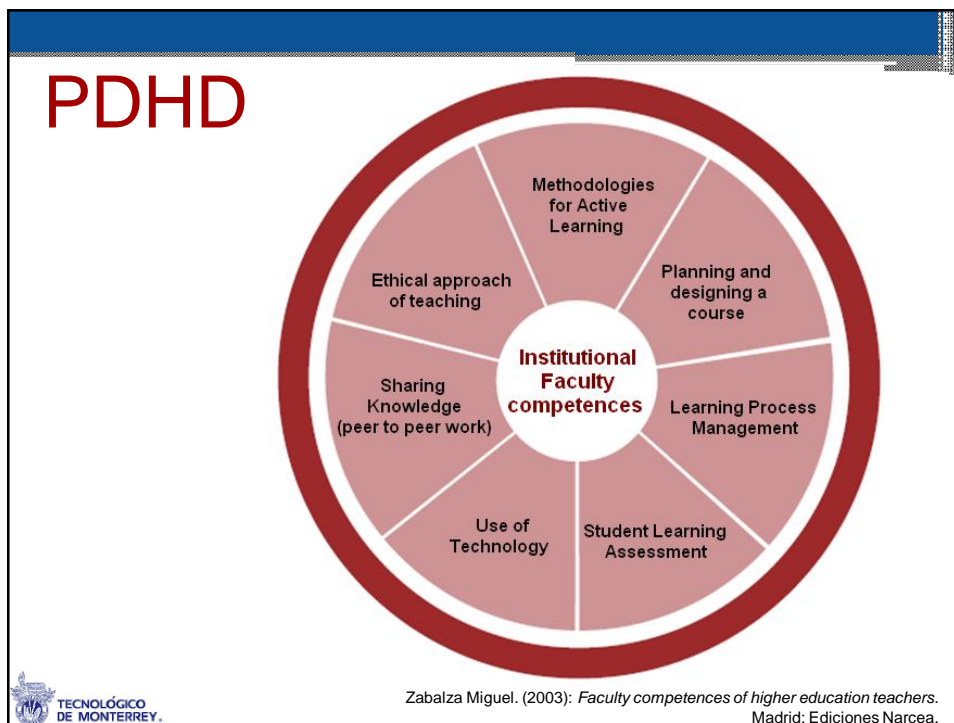 PDHD
Methodologies
for Active
Learning
Planning and
designing a
course
Learning Process
Management
Student Learning
Assessment
Use of
Technology
Sharing
Knowledge
(peer to peer work)
Ethical approach
of teaching
Institutional
Faculty
competences
TECNOLÓGICO
DE MONTERREY.
Zabalza Miguel. (2003): Faculty competences of higher education teachers.
Madrid: Ediciones Narcea.